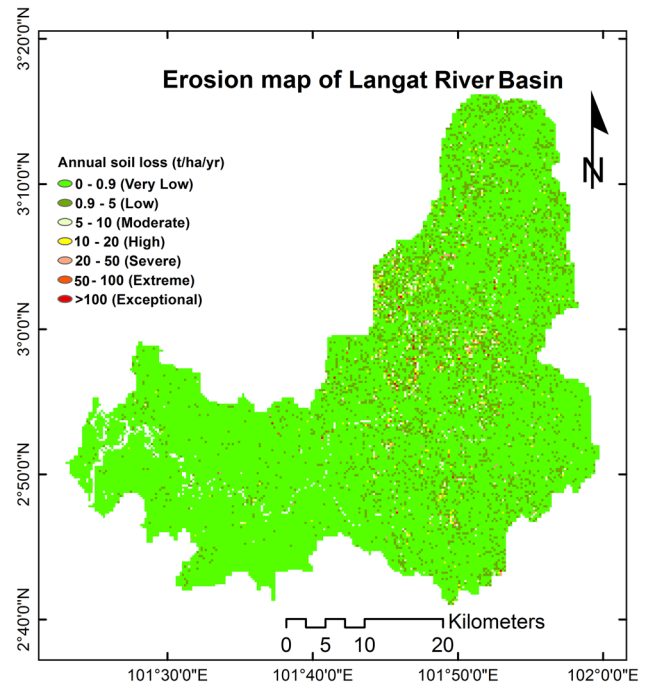 Erosion map of Langat River Basin
N
Annual soil loss (t/ha/yr)
0 - 0.9 (Very Low)
0.9 - 5 (Low)
5 - 10 (Moderate)
10 - 20 (High)
20 - 50 (Severe)
50- 100 (Extreme)
>100 (Exceptional)
3°20'0"N
3°10'0"N
3°0'0"N
2°50'0"N
2°40'0"N
Kilometers
0 5 10 20
101°30'0"E 101°40'0"E 101°50'0"E 102°0'0"E